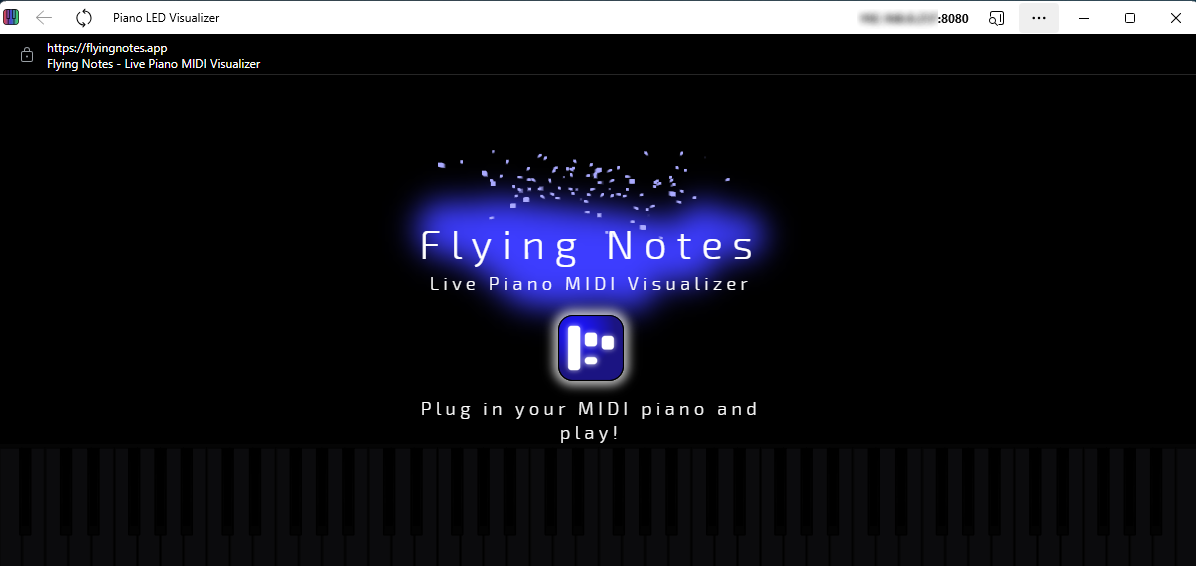 Piano LED Visualizer
:8080
https://flyingnotes.app
Flying Notes - Live Piano MIDI Visualizer
Flying Notes
Live Piano MIDI Visualizer
Plug in your MIDI piano and
play!